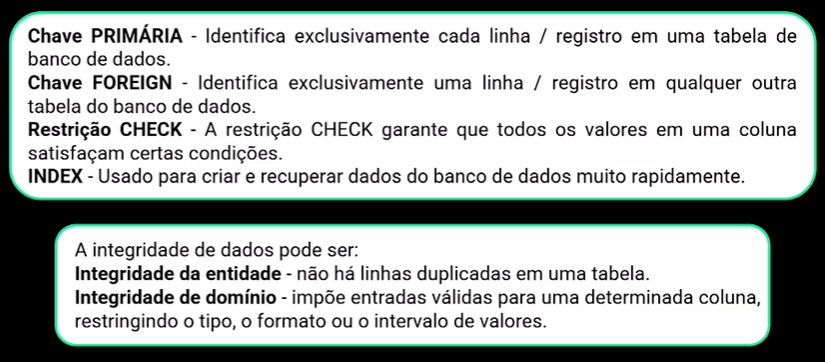 Chave PRIMÁRIA - Identifica exclusivamente cada linha / registro em uma tabela de
banco de dados.
Chave FOREIGN - Identifica exclusivamente uma linha / registro em qualquer outra
tabela do banco de dados.
Restrição CHECK - A restrição CHECK garante que todos os valores em uma coluna
satisfaçam certas condições.
INDEX - Usado para criar e recuperar dados do banco de dados muito rapidamente.
A integridade de dados pode ser:
Integridade da entidade - não há linhas duplicadas em uma tabela.
Integridade de domínio - impõe entradas válidas para uma determinada coluna,
restringindo o tipo, o formato ou o intervalo de valores.